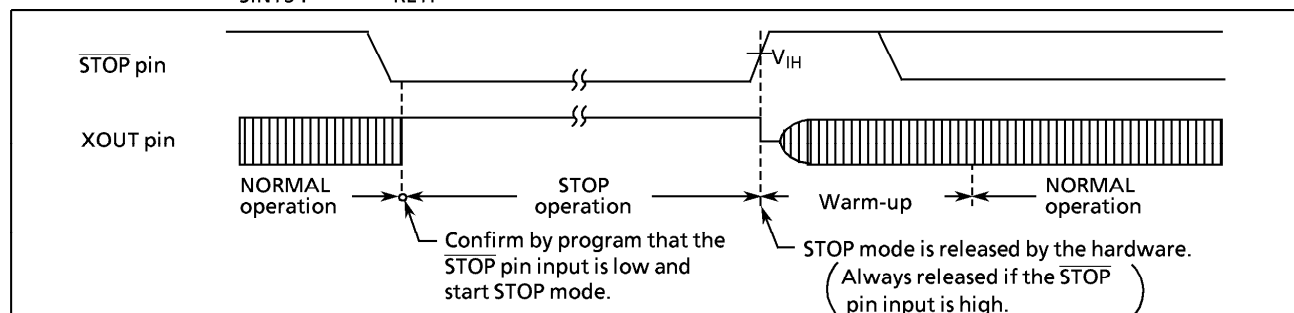 STOP pin
VIH
XOUT pin
NORMAL operation
STOP operation
Warm-up
NORMAL operation
Confirm by program that the
STOP pin input is low and
start STOP mode.
STOP mode is released by the hardware.
(Always released if the STOP
pin input is high.)